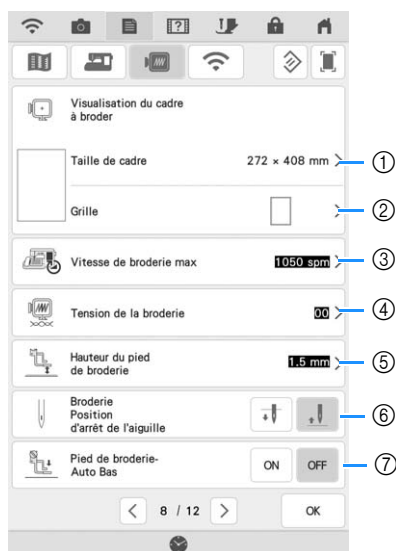 Visualisation du cadre
à broder
Taille de cadre 272 × 408 mm ①
Grille ②
Vitesse de broderie max 1050 spm ③
Tension de la broderie 00 ④
Hauteur du pied
de broderie 1.5 mm ⑤
Broderie
Position
d'arrêt de l'aiguille ⑥
Pied de broderie-
Auto Bas ON OFF ⑦
8 / 12 OK